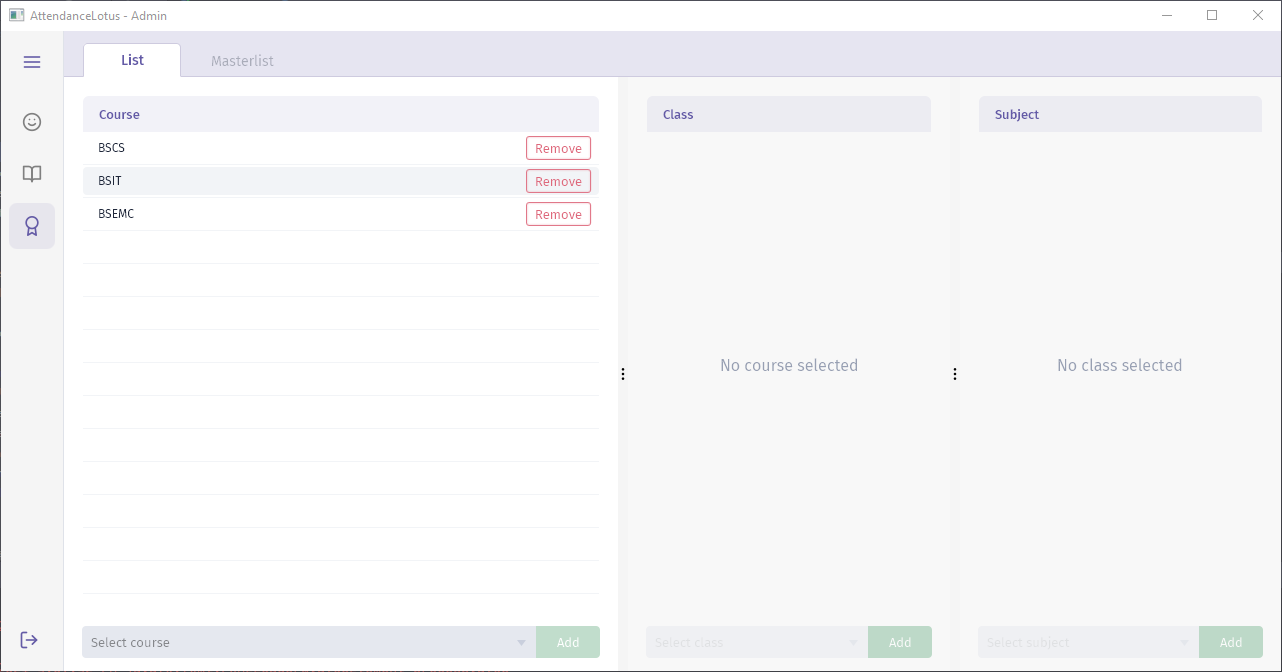 AttendanceLotus - Admin
List
Masterlist
Course
BSCS
Remove
BSIT
Remove
BSEMC
Remove
Select course
Add
Class
No course selected
Select class
Add
Subject
No class selected
Select subject
Add